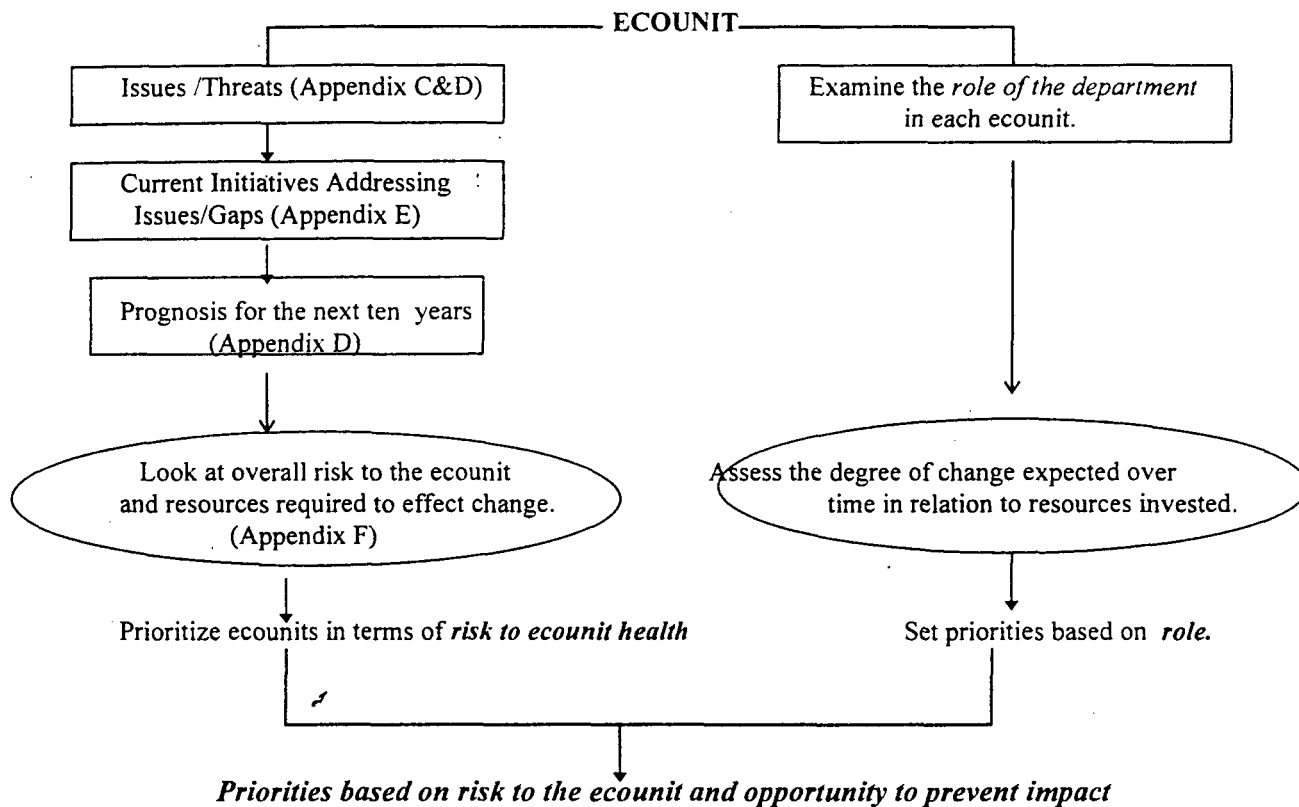 ECOUNIT
Issues /Threats (Appendix C&D)
Current Initiatives Addressing
Issues/Gaps (Appendix E)
Prognosis for the next ten years
(Appendix D)
Look at overall risk to the ecounit
and resources required to effect change.
(Appendix F)
Prioritize ecounits in terms of risk to ecounit health
Examine the role of the department
in each ecounit.
Assess the degree of change expected over
time in relation to resources invested.
Set priorities based on role.
Priorities based on risk to the ecounit and opportunity to prevent impact